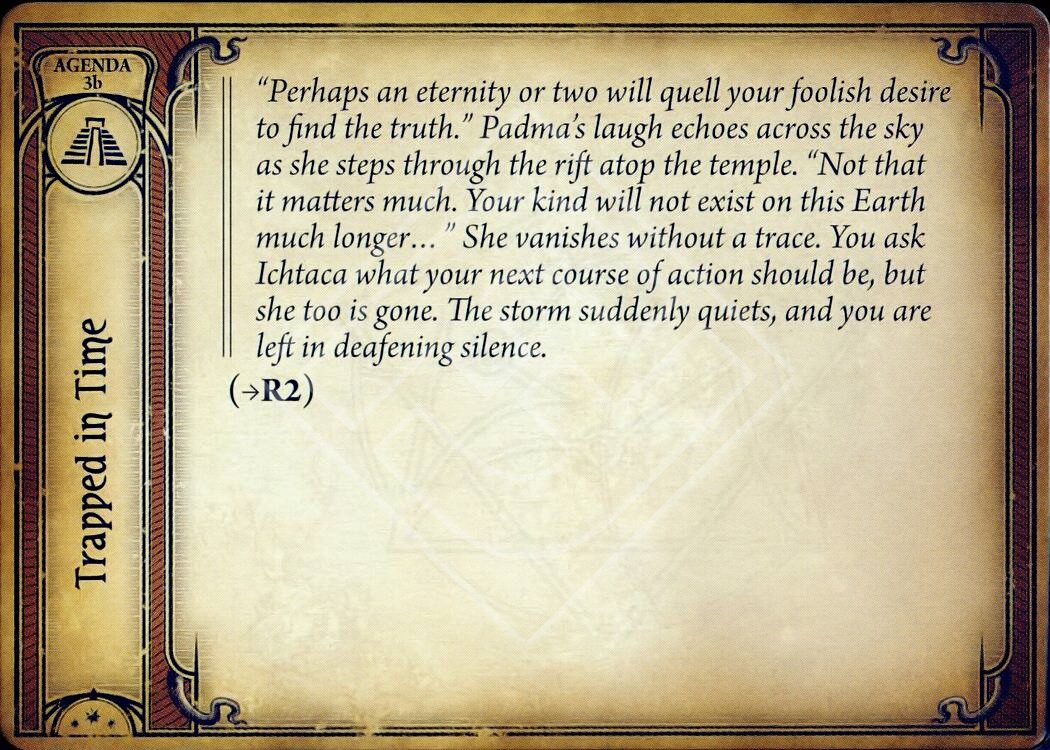 AGENDA
3b
Trapped in Time
“Perhaps an eternity or two will quell your foolish desire
to find the truth.” Padma’s laugh echoes across the sky
as she steps through the rift atop the temple. “Not that
it matters much. Your kind will not exist on this Earth
much longer… ” She vanishes without a trace. You ask
Ichtaca what your next course of action should be, but
she too is gone. The storm suddenly quiets, and you are
left in deafening silence.
(→R2)